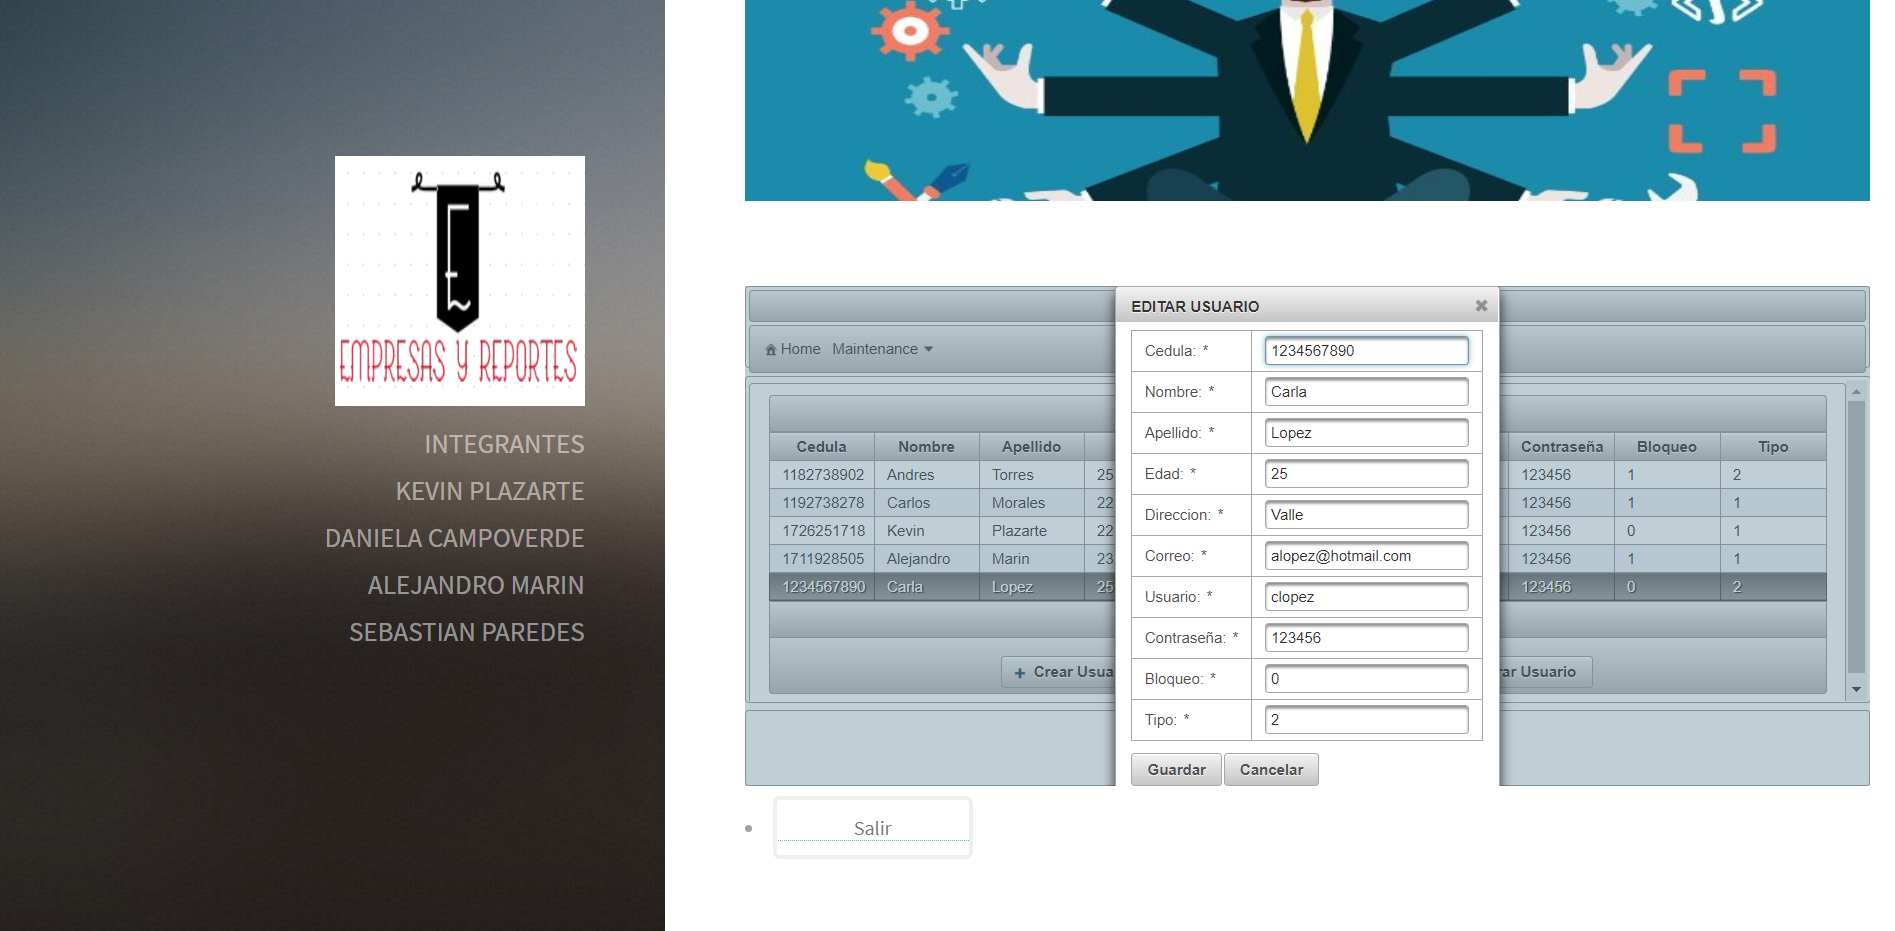 EMPRESAS Y REPORTES
INTEGRANTES
KEVIN PLAZARTE
DANIELA CAMPOVERDE
ALEJANDRO MARIN
SEBASTIAN PAREDES
Home Maintenance
Cedula Nombre Apellido Contraseña Bloqueo Tipo
1182738902 Andres Torres 25 123456 1 2
1192738278 Carlos Morales 22 123456 1 1
1726251718 Kevin Plazarte 22 123456 0 1
1711928505 Alejandro Marin 23 123456 1 1
1234567890 Carla Lopez 25 123456 0 2
+ Crear Usua
ar Usuario
EDITAR USUARIO
Cedula: * 1234567890
Nombre: * Carla
Apellido: * Lopez
Edad: * 25
Direccion: * Valle
Correo: * alopez@hotmail.com
Usuario: * clopez
Contraseña: * 123456
Bloqueo: * 0
Tipo: * 2
Guardar Cancelar
Salir